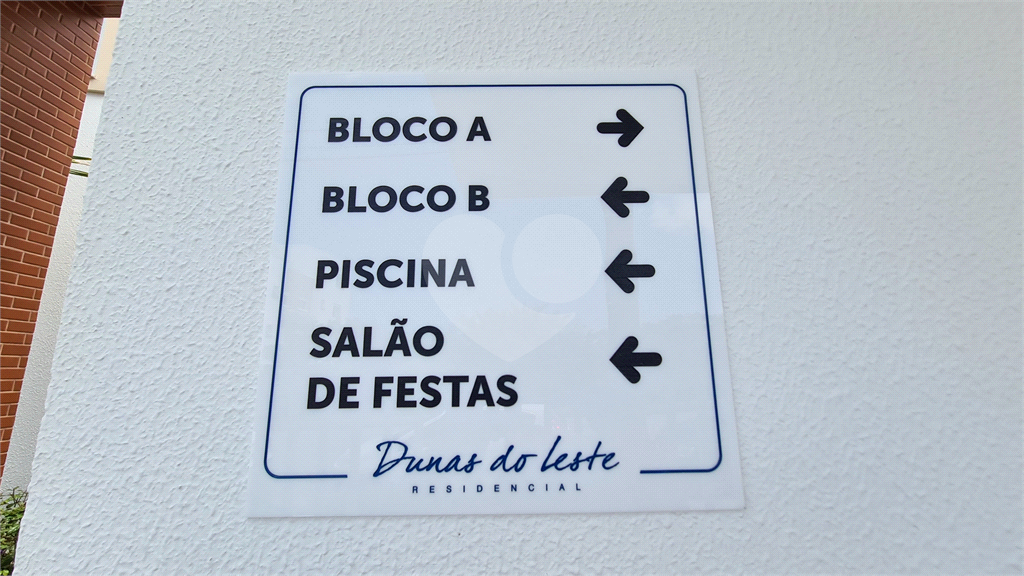 BLOCO A →
BLOCO B ←
PISCINA ←
SALÃO
DE FESTAS ←
Dunas do leste
RESIDENCIAL